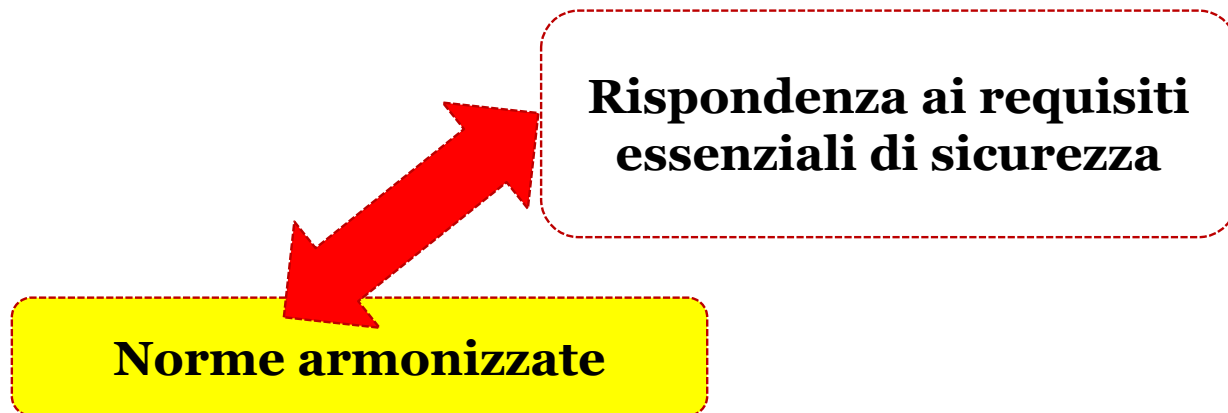 Rispondenza ai requisiti
essenziali di sicurezza
Norme armonizzate